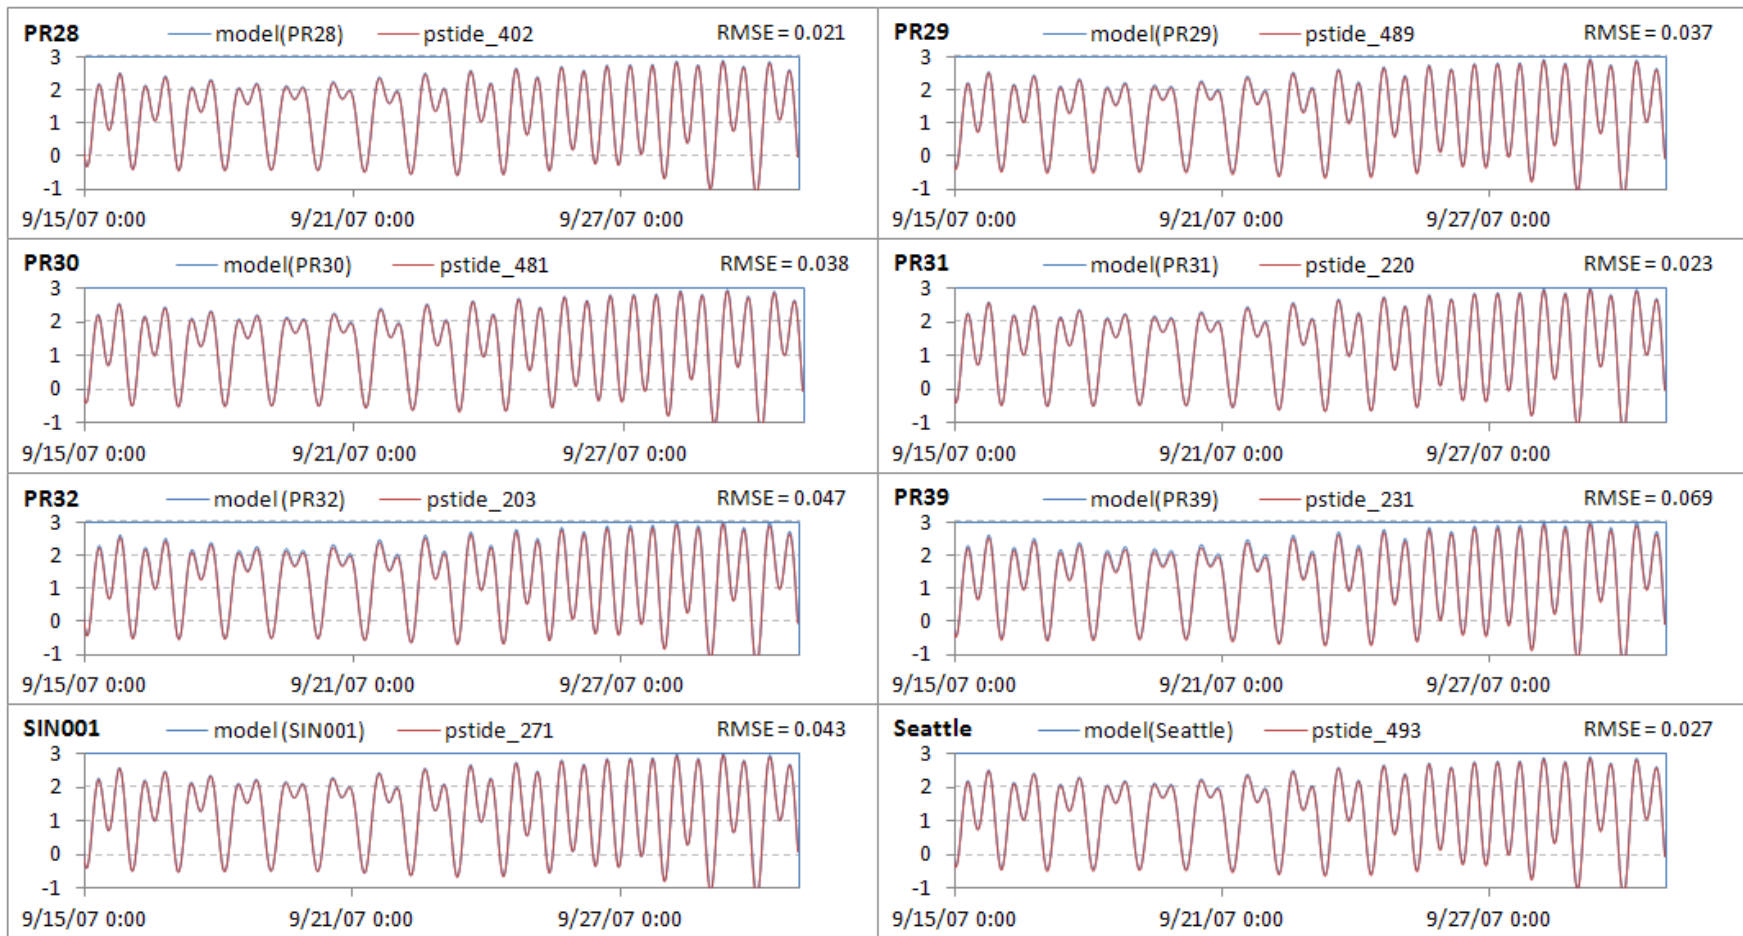 PR28 model(PR28) pstide_402 RMSE = 0.021
3
2
1
0
-1
9/15/07 0:00 9/21/07 0:00 9/27/07 0:00
PR29 model(PR29) pstide_489 RMSE = 0.037
3
2
1
0
-1
9/15/07 0:00 9/21/07 0:00 9/27/07 0:00
PR30 model(PR30) pstide_481 RMSE = 0.038
3
2
1
0
-1
9/15/07 0:00 9/21/07 0:00 9/27/07 0:00
PR31 model(PR31) pstide_220 RMSE = 0.023
3
2
1
0
-1
9/15/07 0:00 9/21/07 0:00 9/27/07 0:00
PR32 model(PR32) pstide_203 RMSE = 0.047
3
2
1
0
-1
9/15/07 0:00 9/21/07 0:00 9/27/07 0:00
PR39 model(PR39) pstide_231 RMSE = 0.069
3
2
1
0
-1
9/15/07 0:00 9/21/07 0:00 9/27/07 0:00
SIN001 model(SIN001) pstide_271 RMSE = 0.043
3
2
1
0
-1
9/15/07 0:00 9/21/07 0:00 9/27/07 0:00
Seattle model(Seattle) pstide_493 RMSE = 0.027
3
2
1
0
-1
9/15/07 0:00 9/21/07 0:00 9/27/07 0:00